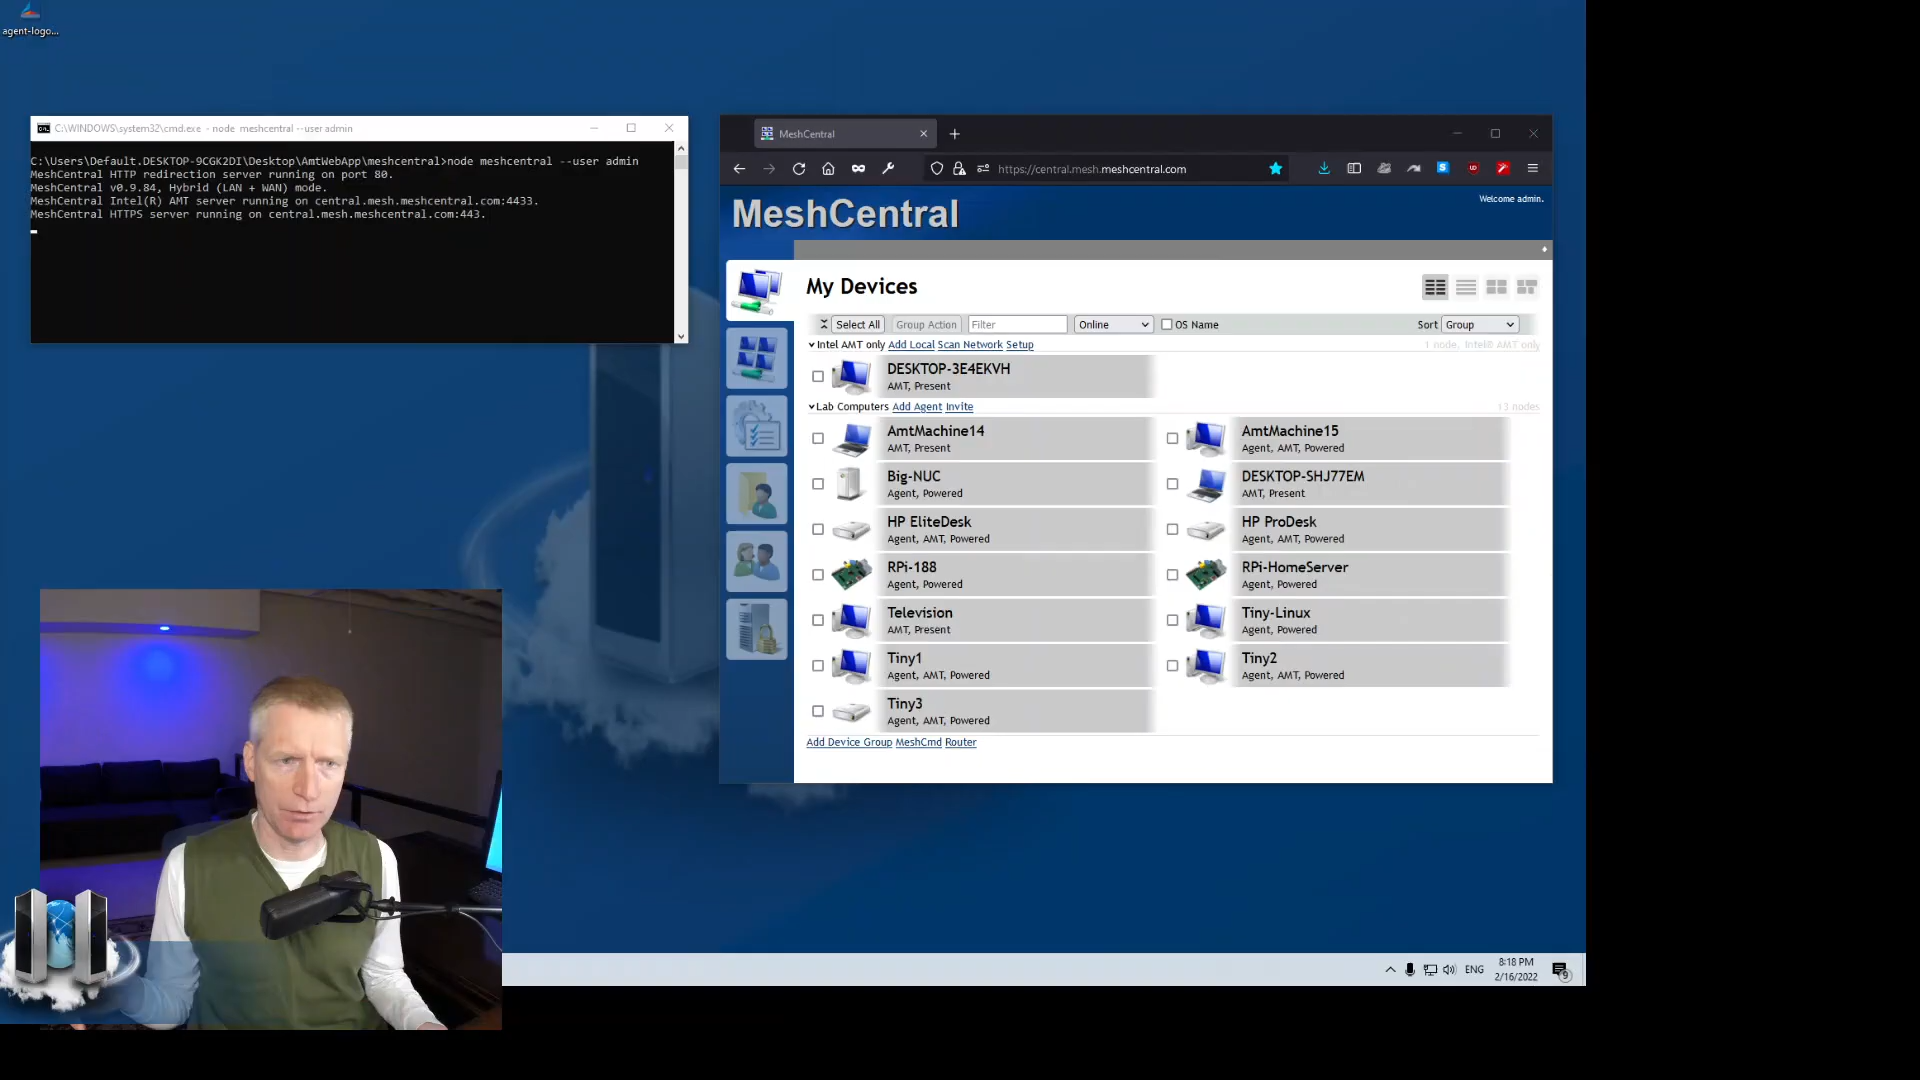 agent-logo...
C:\WINDOWS\system32\cmd.exe - node meshcentral --user admin
C:\Users\Default.DESKTOP-9CGK2DI\Desktop\AmtWebApp\meshcentral>node meshcentral --user admin
MeshCentral HTTP redirection server running on port 80.
MeshCentral v0.9.84, Hybrid (LAN + WAN) mode.
MeshCentral Intel(R) AMT server running on central.mesh.meshcentral.com:4433.
MeshCentral HTTPS server running on central.mesh.meshcentral.com:443.
MeshCentral
https://central.mesh.meshcentral.com
MeshCentral
Welcome admin.
My Devices
Select All Group Action Filter Online OS Name Sort Group
Intel AMT only Add Local Scan Network Setup 1 node, Intel® AMT only
DESKTOP-3E4EKVH
AMT, Present
Lab Computers Add Agent Invite 13 nodes
AmtMachine14
AMT, Present
AmtMachine15
Agent, AMT, Powered
Big-NUC
Agent, Powered
DESKTOP-SHJ77EM
AMT, Present
HP EliteDesk
Agent, AMT, Powered
HP ProDesk
Agent, AMT, Powered
RPi-188
Agent, Powered
RPi-HomeServer
Agent, Powered
Television
AMT, Present
Tiny-Linux
Agent, Powered
Tiny1
Agent, AMT, Powered
Tiny2
Agent, AMT, Powered
Tiny3
Agent, AMT, Powered
Add Device Group MeshCmd Router
ENG
8:18 PM
2/16/2022
9